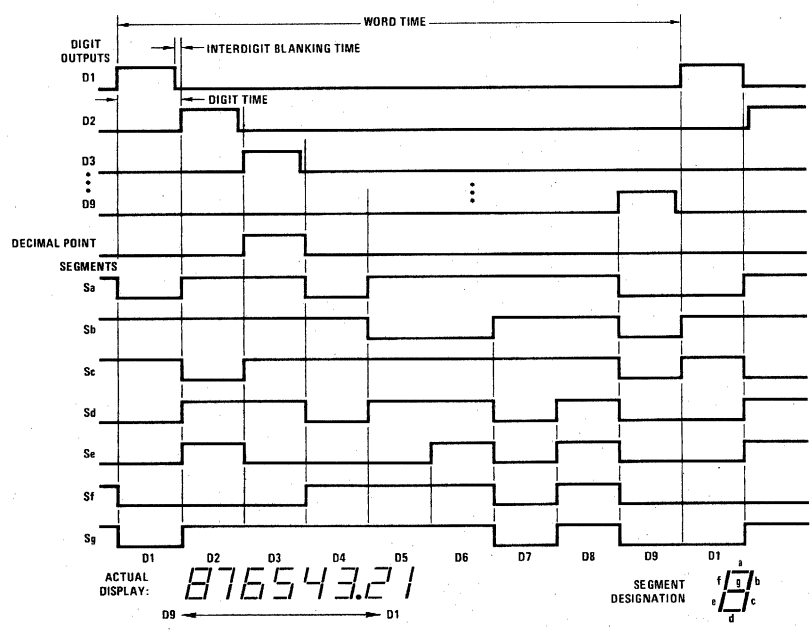 WORD TIME
DIGIT
OUTPUTS
INTERDIGIT BLANKING TIME
D1
DIGIT TIME
D2
D3
D9
DECIMAL POINT
SEGMENTS
Sa
Sb
Sc
Sd
Se
Sf
Sg
D1 D2 D3 D4 D5 D6 D7 D8 D9 D1
ACTUAL
DISPLAY:
876543.21
D9 D1
SEGMENT
DESIGNATION
a
f g b
e c
d